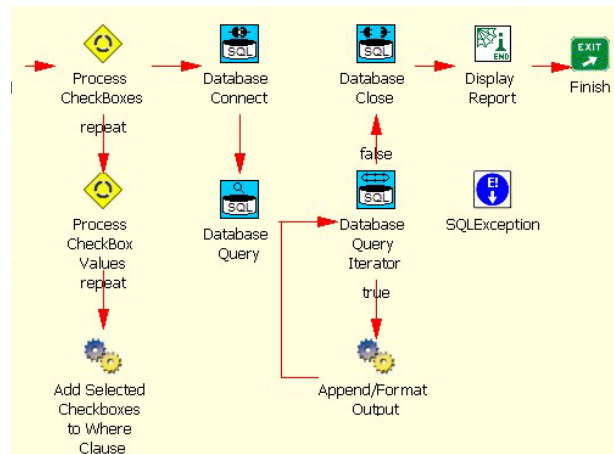 SQL
SQL
i
END
EXIT
Process
CheckBoxes
Database
Connect
Database
Close
Display
Report
Finish
repeat
false
SQL
SQL
E!
Process
CheckBox
Values
repeat
Database
Query
Database
Query
Iterator
SQLException
true
Add Selected
Checkboxes
to Where
Clause
Append/Format
Output